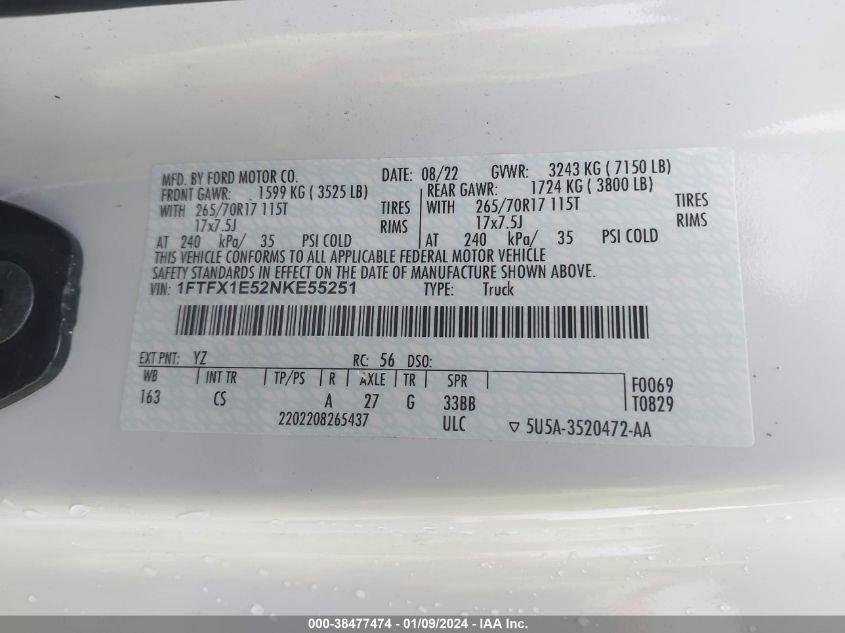 MFD. BY FORD MOTOR CO. DATE: 08/22 GVWR: 3243 KG ( 7150 LB)
FRONT GAWR: 1599 KG ( 3525 LB) REAR GAWR: 1724 KG ( 3800 LB)
WITH 265/70R17 115T TIRES WITH 265/70R17 115T TIRES
17x7.5J RIMS 17x7.5J RIMS
AT 240 kPa/ 35 PSI COLD AT 240 kPa/ 35 PSI COLD
THIS VEHICLE CONFORMS TO ALL APPLICABLE FEDERAL MOTOR VEHICLE
SAFETY STANDARDS IN EFFECT ON THE DATE OF MANUFACTURE SHOWN ABOVE.
VIN: 1FTFX1E52NKE55251 TYPE: Truck
EXT PNT: YZ RC: 56 DSO:
WB INT TR TP/PS R AXLE TR SPR F0069
163 CS A 27 G 33BB T0829
2202208265437 ULC ▽ 5U5A-3520472-AA
000-38477474 | 01/09/2024 | IAA Inc.